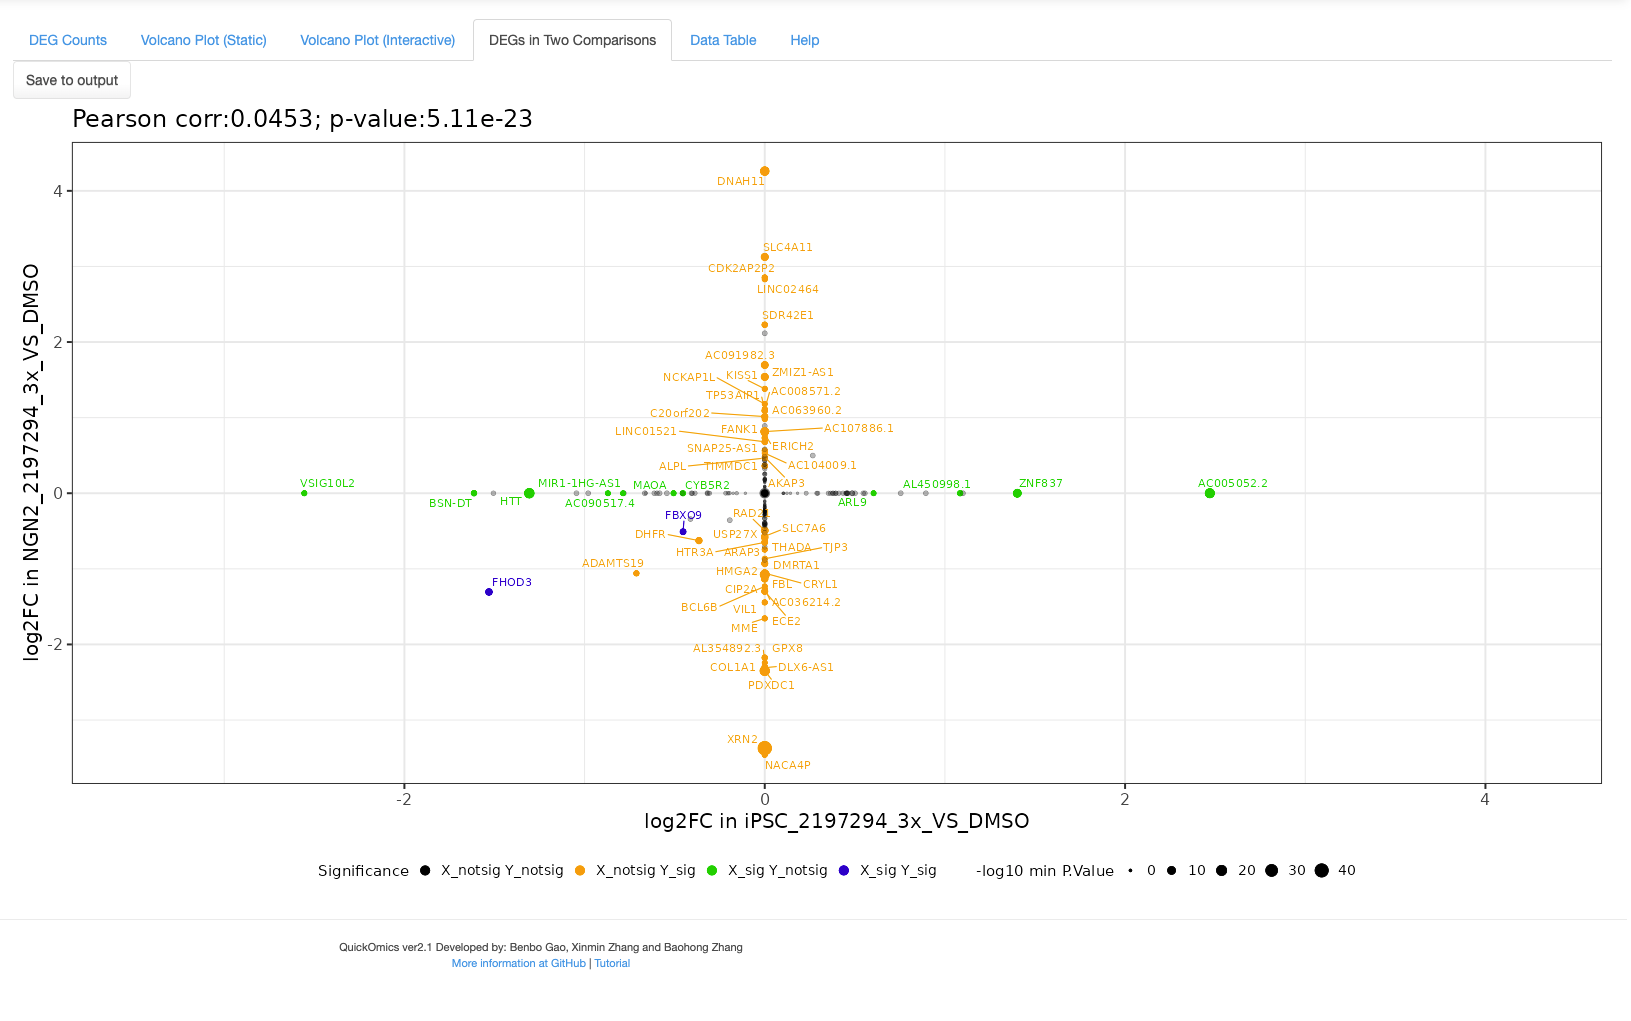 DEG Counts Volcano Plot (Static) Volcano Plot (Interactive) DEGs in Two Comparisons Data Table Help
Save to output
Pearson corr:0.0453; p-value:5.11e-23
log2FC in NGN2_2197294_3x_VS_DMSO
4
2
0
-2
DNAH11
SLC4A11
CDK2AP2P2
LINC02464
SDR42E1
AC091982.3
NCKAP1L KISS1 ZMIZ1-AS1
TP53AIP1 AC008571.2
C20orf202 AC063960.2
LINC01521 FANK1 AC107886.1
SNAP25-AS1 ERICH2
ALPL TIMMDC1 AC104009.1
VSIG10L2 MIR1-1HG-AS1 MAOA CYB5R2 AKAP3 AL450998.1 ZNF837 AC005052.2
BSN-DT HTT AC090517.4 ARL9
FBXO9
DHFR USP27X SLC7A6
HTR3A ARAP3 THADA TJP3
ADAMTS19 HMGA2 DMRTA1
FHOD3 CIP2A FBL CRYL1
BCL6B VIL1 AC036214.2
MME ECE2
AL354892.3 GPX8
COL1A1 DLX6-AS1
PDXDC1
XRN2
NACA4P
-2 0 2 4
log2FC in iPSC_2197294_3x_VS_DMSO
Significance X_notsig Y_notsig X_notsig Y_sig X_sig Y_notsig X_sig Y_sig -log10 min P.Value 0 10 20 30 40
QuickOmics ver2.1 Developed by: Benbo Gao, Xinmin Zhang and Baohong Zhang
More information at GitHub | Tutorial